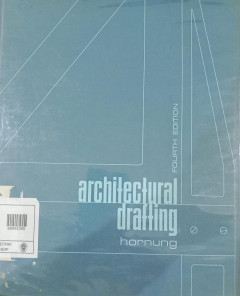 FOURTH EDITION
architectural
drafting
hornung